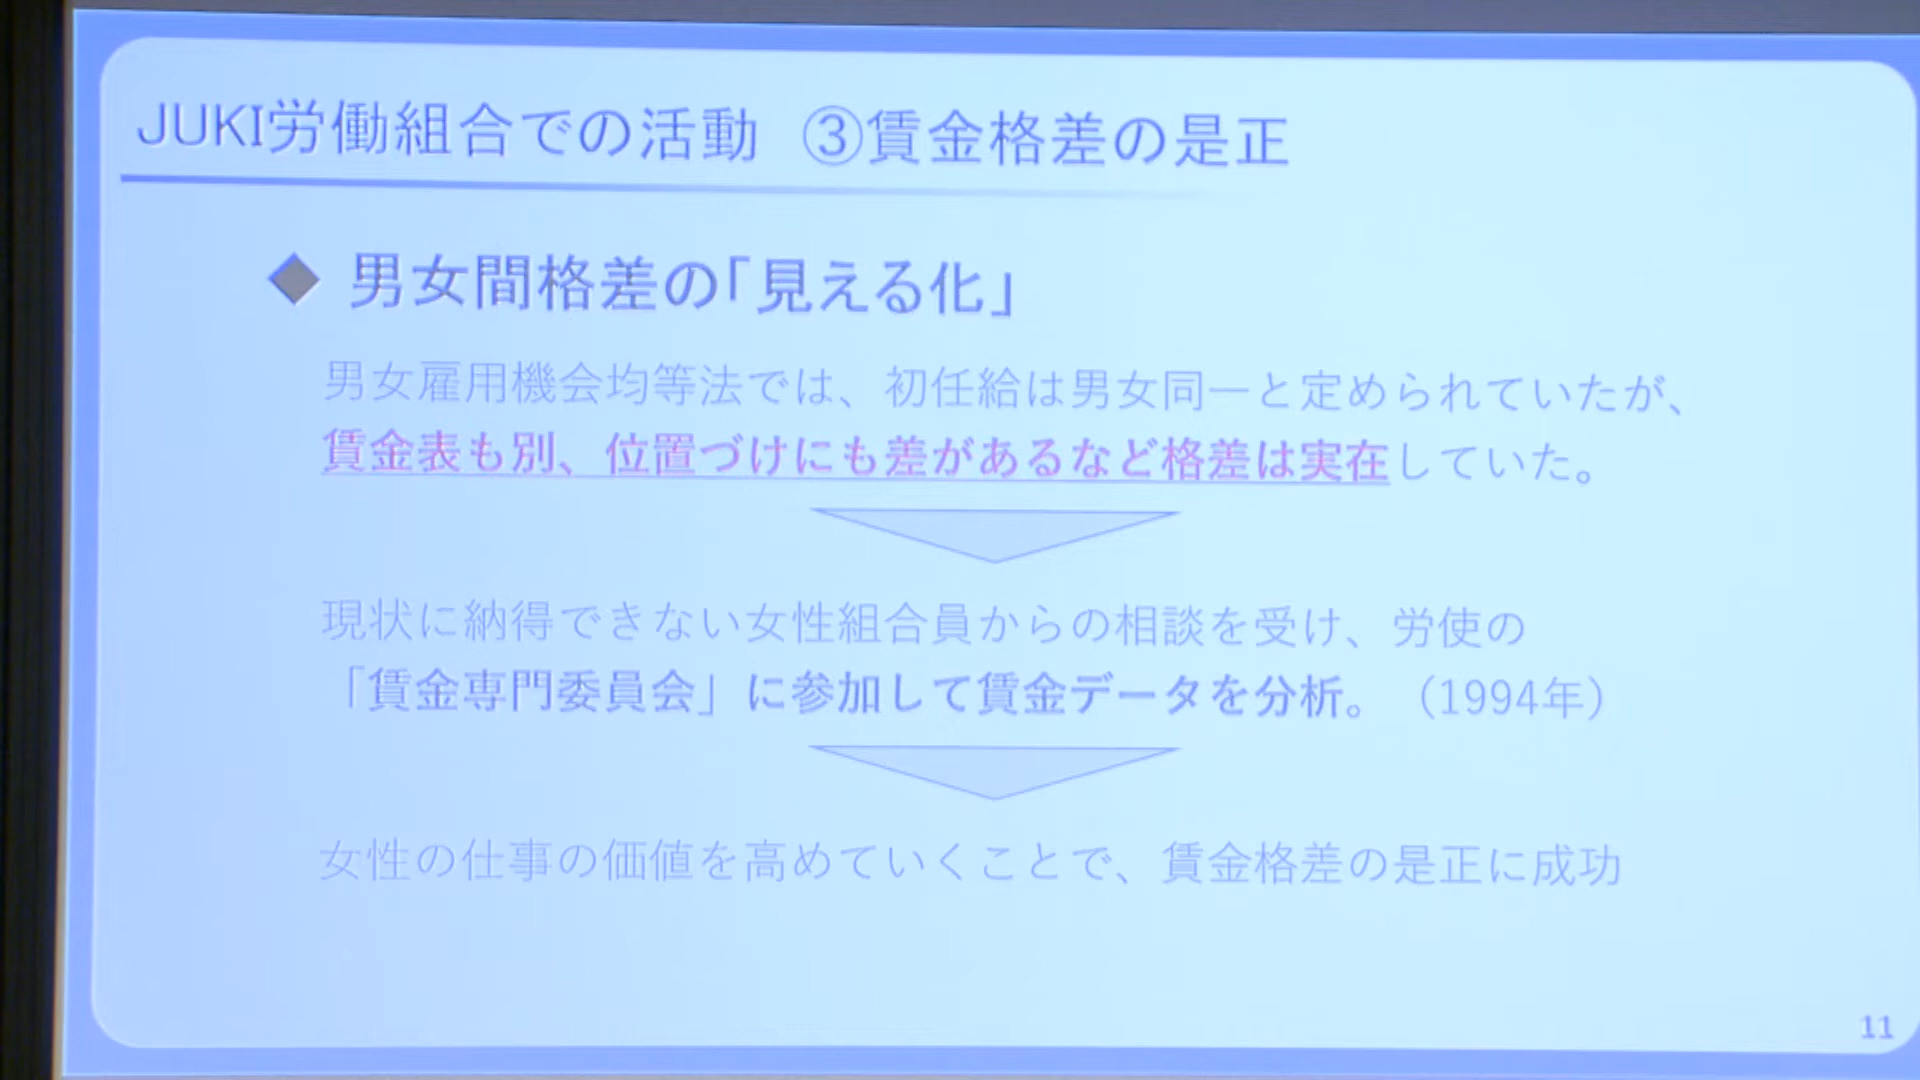 JUKI労働組合での活動 ③賃金格差の是正
◆ 男女間格差の「見える化」
男女雇用機会均等法では、初任給は男女同一と定められていたが、
賃金表も別、位置づけにも差があるなど格差は実在していた。
現状に納得できない女性組合員からの相談を受け、労使の
「賃金専門委員会」に参加して賃金データを分析。（1994年）
女性の仕事の価値を高めていくことで、賃金格差の是正に成功
11